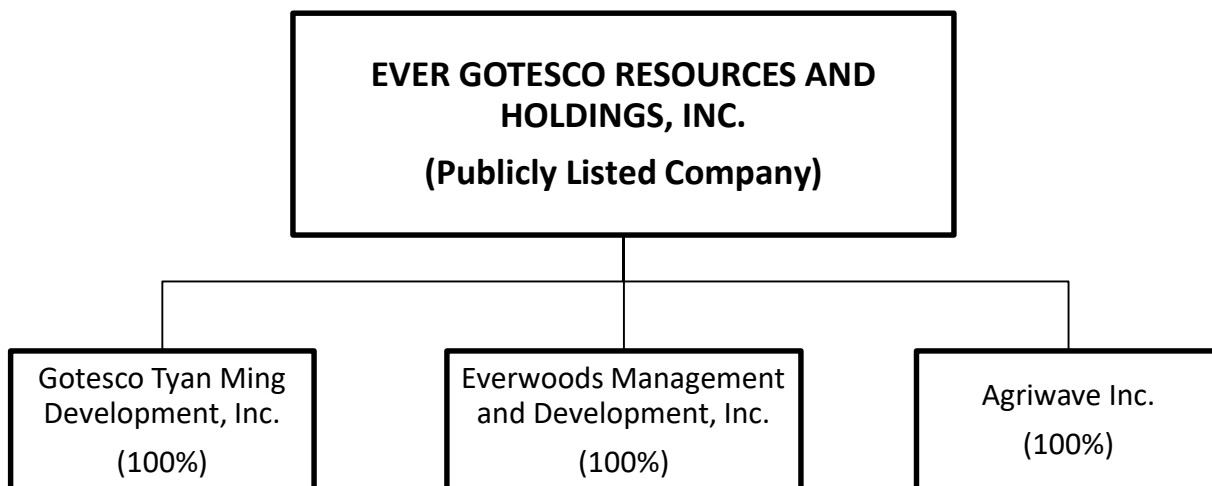 EVER GOTESCO RESOURCES AND
HOLDINGS, INC.
(Publicly Listed Company)
Gotesco Tyan Ming
Development, Inc.
(100%)
Everwoods Management
and Development, Inc.
(100%)
Agriwave Inc.
(100%)